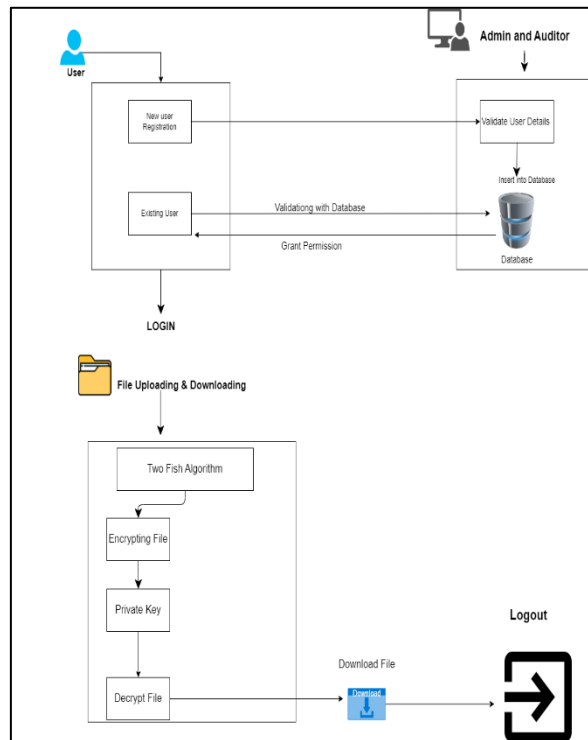 Admin and Auditor
User
New user
Registration
Validate User Details
Insert into Database
Existing User
Validationg with Database
Grant Permission
Database
LOGIN
File Uploading & Downloading
Two Fish Algorithm
Encrypting File
Private Key
Logout
Download File
Decrypt File
Download